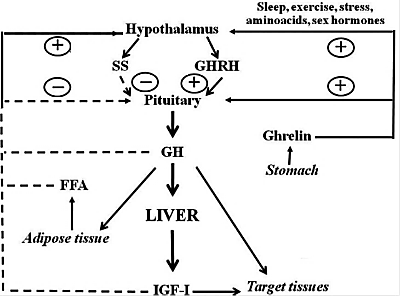 Sleep, exercise, stress,
aminoacids, sex hormones
Hypothalamus
+
+
SS
GHRH
-
-
+
+
Pituitary
Ghrelin
GH
Stomach
FFA
LIVER
Adipose tissue
IGF-I
Target tissues